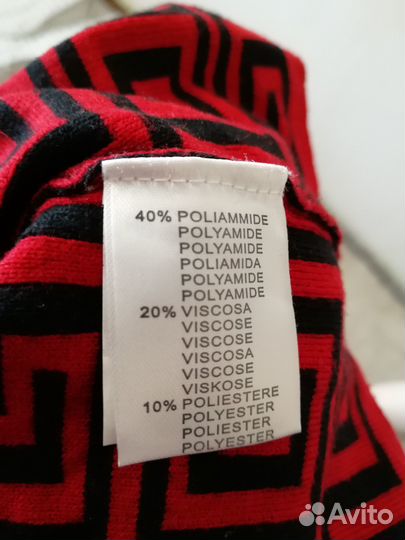 40% POLIAMMIDE
POLYAMIDE
POLYAMIDE
POLIAMIDA
POLYAMIDE
POLYAMIDE
20% VISCOSA
VISCOSE
VISCOSE
VISCOSA
VISCOSE
VISKOSE
10% POLIESTERE
POLYESTER
POLIESTER
POLYESTER
Avito